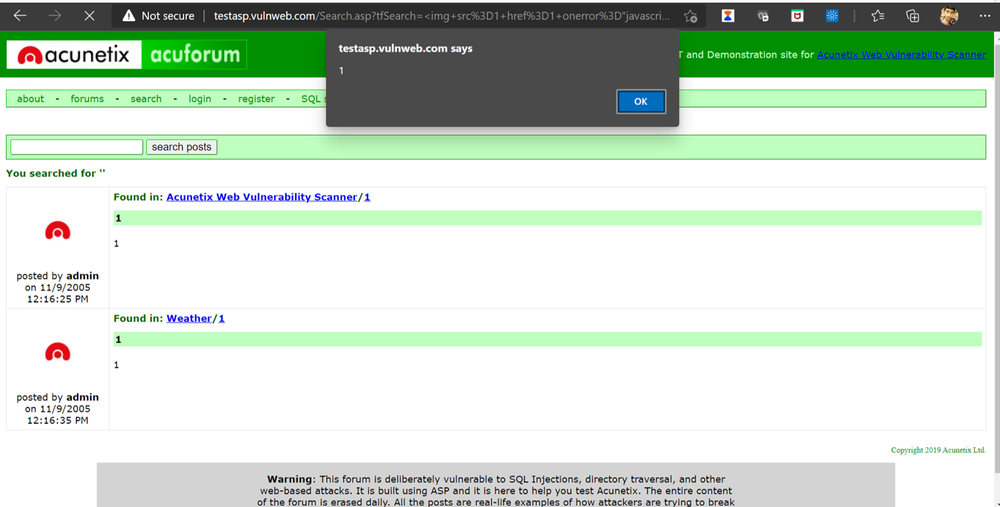 Not secure | testasp.vulnweb.com/Search.asp?tfSearch=<img+src%3D1+href%3D1+onerror%3D"javascri...
testasp.vulnweb.com says
1
OK
acunetix acuforum
T and Demonstration site for Acunetix Web Vulnerability Scanner
about - forums - search - login - register - SQL
search posts
You searched for ''
Found in: Acunetix Web Vulnerability Scanner/1
1
1
posted by admin
on 11/9/2005
12:16:25 PM
Found in: Weather/1
1
1
posted by admin
on 11/9/2005
12:16:35 PM
Copyright 2019 Acunetix Ltd.
Warning: This forum is deliberately vulnerable to SQL Injections, directory traversal, and other
web-based attacks. It is built using ASP and it is here to help you test Acunetix. The entire content
of the forum is erased daily. All the posts are real-life examples of how attackers are trying to break